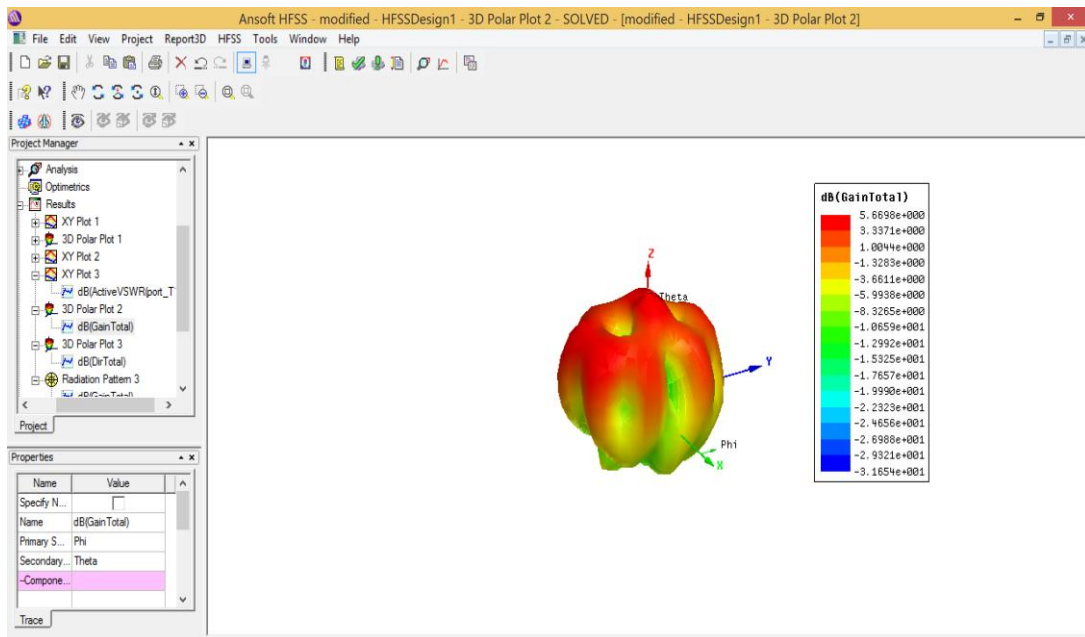 Ansoft HFSS - modified - HFSSDesign1 - 3D Polar Plot 2 - SOLVED - [modified - HFSSDesign1 - 3D Polar Plot 2]
File Edit View Project Report3D HFSS Tools Window Help
Project Manager
Analysis
Optimetrics
Results
XY Plot 1
3D Polar Plot 1
XY Plot 2
XY Plot 3
dB(ActiveVSWR(port_T
3D Polar Plot 2
dB(GainTotal)
3D Polar Plot 3
dB(DirTotal)
Radiation Pattern 3
dB(GainTotal)
Project
Properties
Name Value
Specify N...
Name dB(GainTotal)
Primary S... Phi
Secondary... Theta
-Compone...
Trace
Z
Theta
Y
Phi
X
dB(GainTotal)
5.6698e+000
3.3371e+000
1.0044e+000
-1.3283e+000
-3.6611e+000
-5.9938e+000
-8.3265e+000
-1.0659e+001
-1.2992e+001
-1.5325e+001
-1.7657e+001
-1.9990e+001
-2.2323e+001
-2.4656e+001
-2.6988e+001
-2.9321e+001
-3.1654e+001